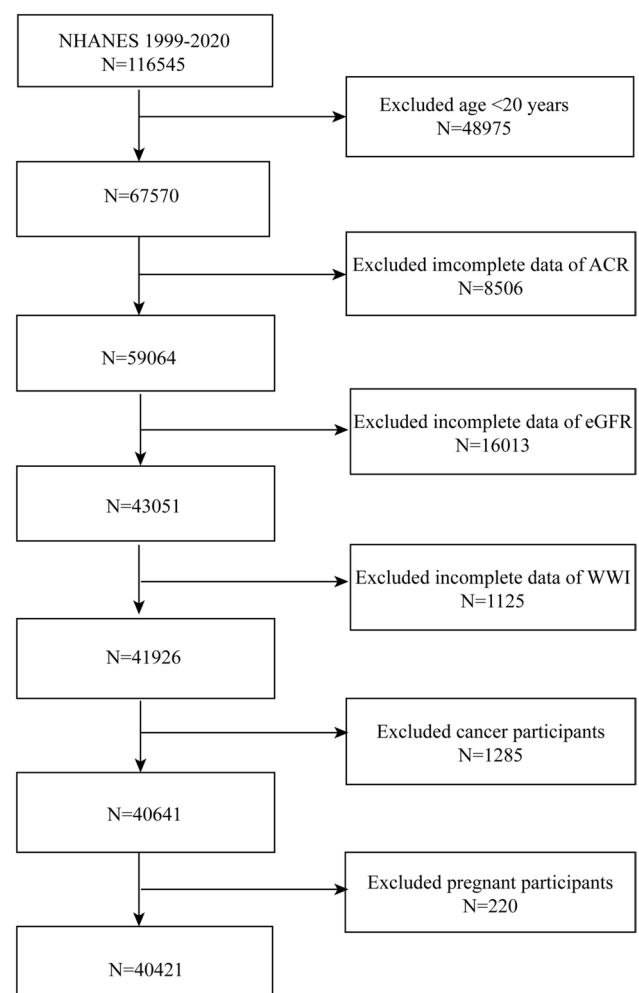 NHANES 1999-2020
N=116545
Excluded age <20 years
N=48975
N=67570
Excluded imcomplete data of ACR
N=8506
N=59064
Excluded incomplete data of eGFR
N=16013
N=43051
Excluded incomplete data of WWI
N=1125
N=41926
Excluded cancer participants
N=1285
N=40641
Excluded pregnant participants
N=220
N=40421